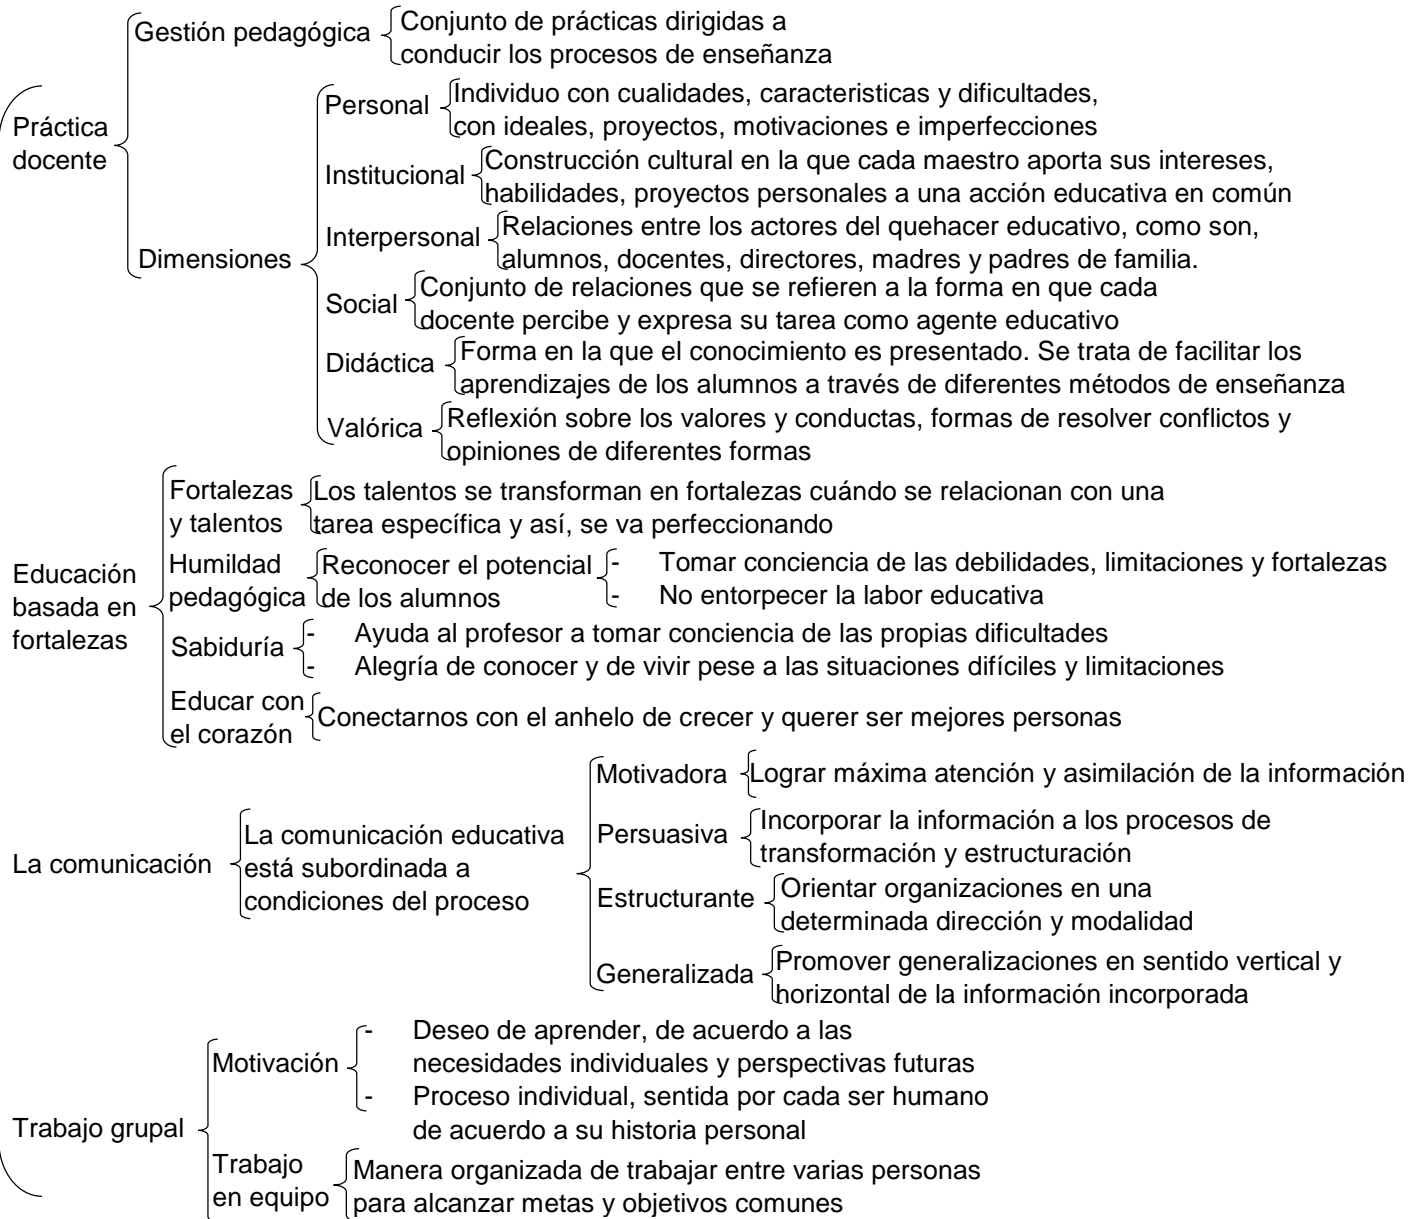 Gestión pedagógica
Conjunto de prácticas dirigidas a
conducir los procesos de enseñanza
Práctica
docente
Dimensiones
Personal
Individuo con cualidades, caracteristicas y dificultades,
con ideales, proyectos, motivaciones e imperfecciones
Institucional
Construcción cultural en la que cada maestro aporta sus intereses,
habilidades, proyectos personales a una acción educativa en común
Interpersonal
Relaciones entre los actores del quehacer educativo, como son,
alumnos, docentes, directores, madres y padres de familia.
Social
Conjunto de relaciones que se refieren a la forma en que cada
docente percibe y expresa su tarea como agente educativo
Didáctica
Forma en la que el conocimiento es presentado. Se trata de facilitar los
aprendizajes de los alumnos a través de diferentes métodos de enseñanza
Valórica
Reflexión sobre los valores y conductas, formas de resolver conflictos y
opiniones de diferentes formas
Educación
basada en
fortalezas
Fortalezas
y talentos
Los talentos se transforman en fortalezas cuándo se relacionan con una
tarea específica y así, se va perfeccionando
Humildad
pedagógica
Reconocer el potencial
de los alumnos
- Tomar conciencia de las debilidades, limitaciones y fortalezas
- No entorpecer la labor educativa
Sabiduría
- Ayuda al profesor a tomar conciencia de las propias dificultades
- Alegría de conocer y de vivir pese a las situaciones difíciles y limitaciones
Educar con
el corazón
Conectarnos con el anhelo de crecer y querer ser mejores personas
La comunicación
La comunicación educativa
está subordinada a
condiciones del proceso
Motivadora
Lograr máxima atención y asimilación de la información
Persuasiva
Incorporar la información a los procesos de
transformación y estructuración
Estructurante
Orientar organizaciones en una
determinada dirección y modalidad
Generalizada
Promover generalizaciones en sentido vertical y
horizontal de la información incorporada
Trabajo grupal
Motivación
- Deseo de aprender, de acuerdo a las
necesidades individuales y perspectivas futuras
- Proceso individual, sentida por cada ser humano
de acuerdo a su historia personal
Trabajo
en equipo
Manera organizada de trabajar entre varias personas
para alcanzar metas y objetivos comunes